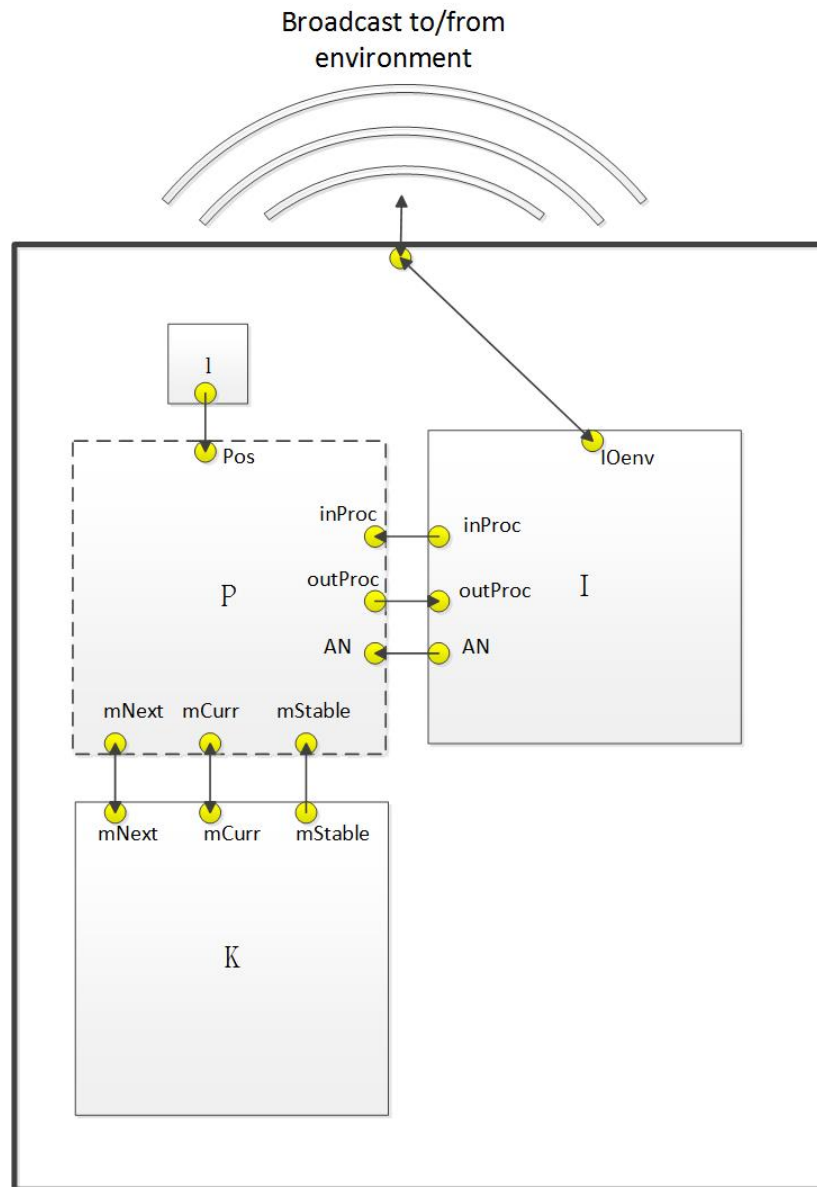 Broadcast to/from
environment
l
Pos
IOenv
inProc
inProc
P
I
outProc
outProc
AN
AN
mNext
mCurr
mStable
mNext
mCurr
mStable
K